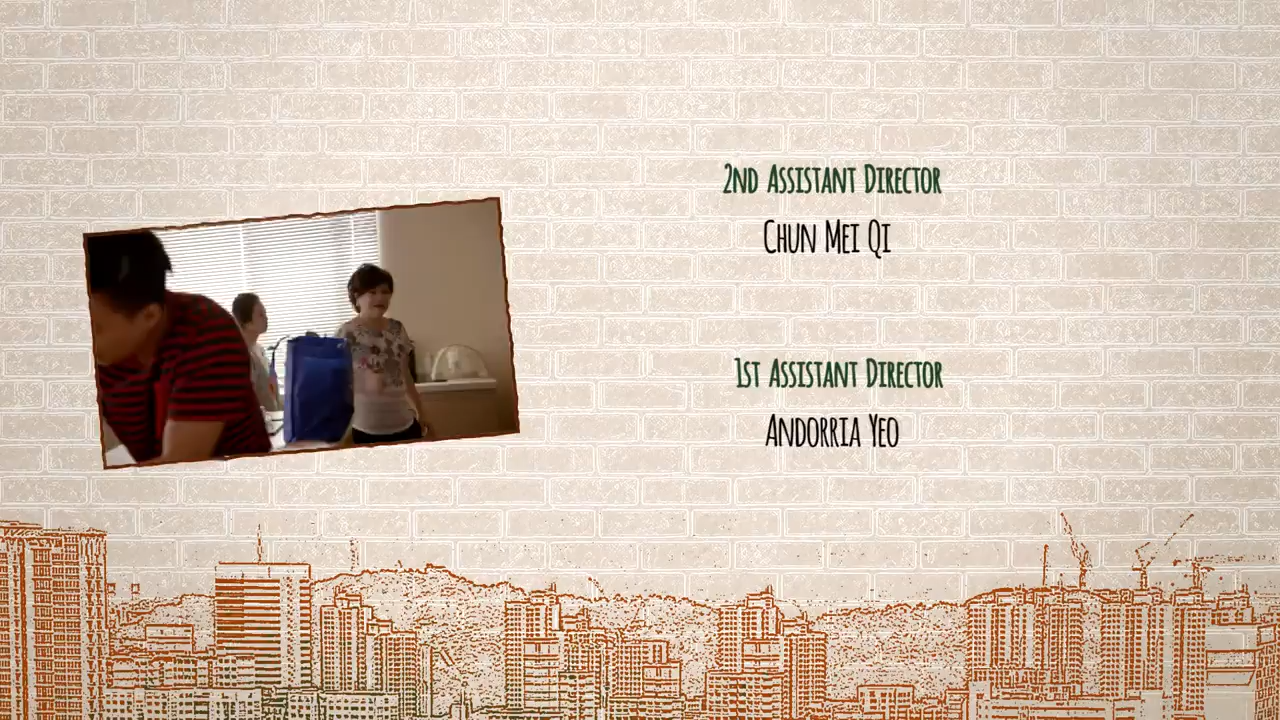 2nd Assistant Director
Chun Mei Qi
1st Assistant Director
Andorria Yeo